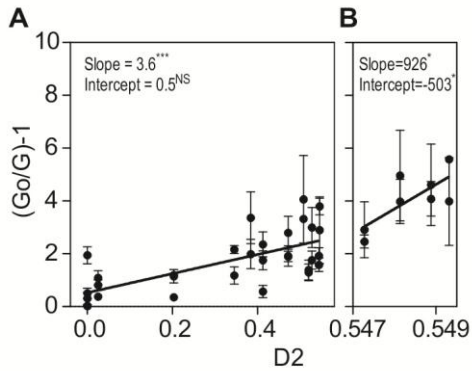 A
B
10
8
6
4
2
0
(Go/G)-1
Slope = 3.6***
Intercept = 0.5NS
Slope=926*
Intercept=-503*
0.0 0.2 0.4
0.547 0.549
D2